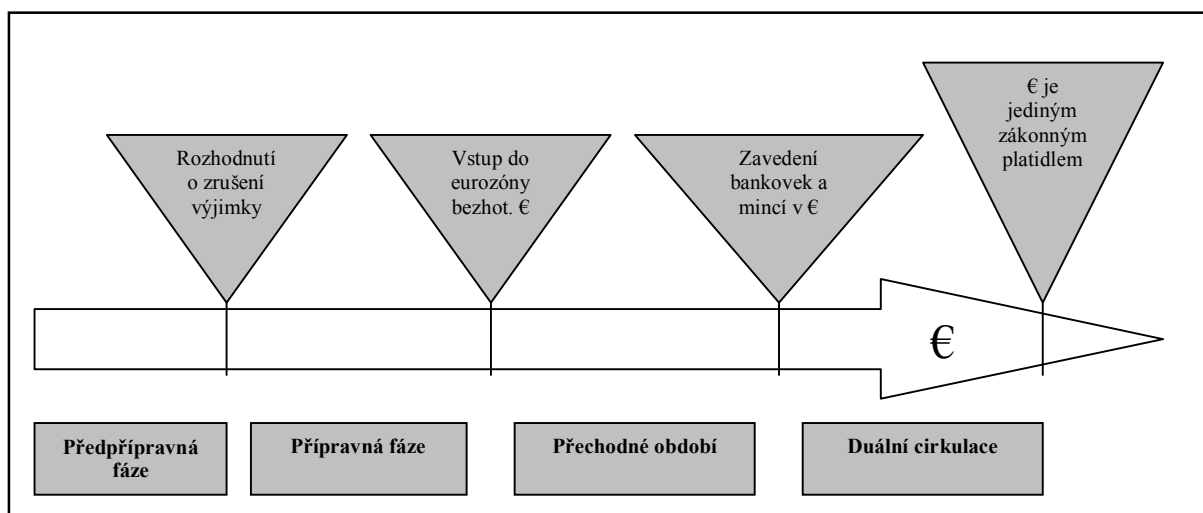 Rozhodnutí
o zrušení
výjimky
Vstup do
eurozóny
bezhot. €
Zavedení
bankovek a
mincí v €
€ je
jediným
zákonným
platidlem
€
Předpřípravná
fáze
Přípravná fáze
Přechodné období
Duální cirkulace